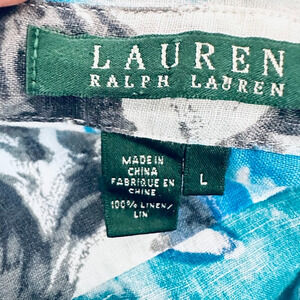 LAUREN
RALPH LAUREN
MADE IN
CHINA
FABRIQUE EN
CHINE
100% LINEN/
LIN
L